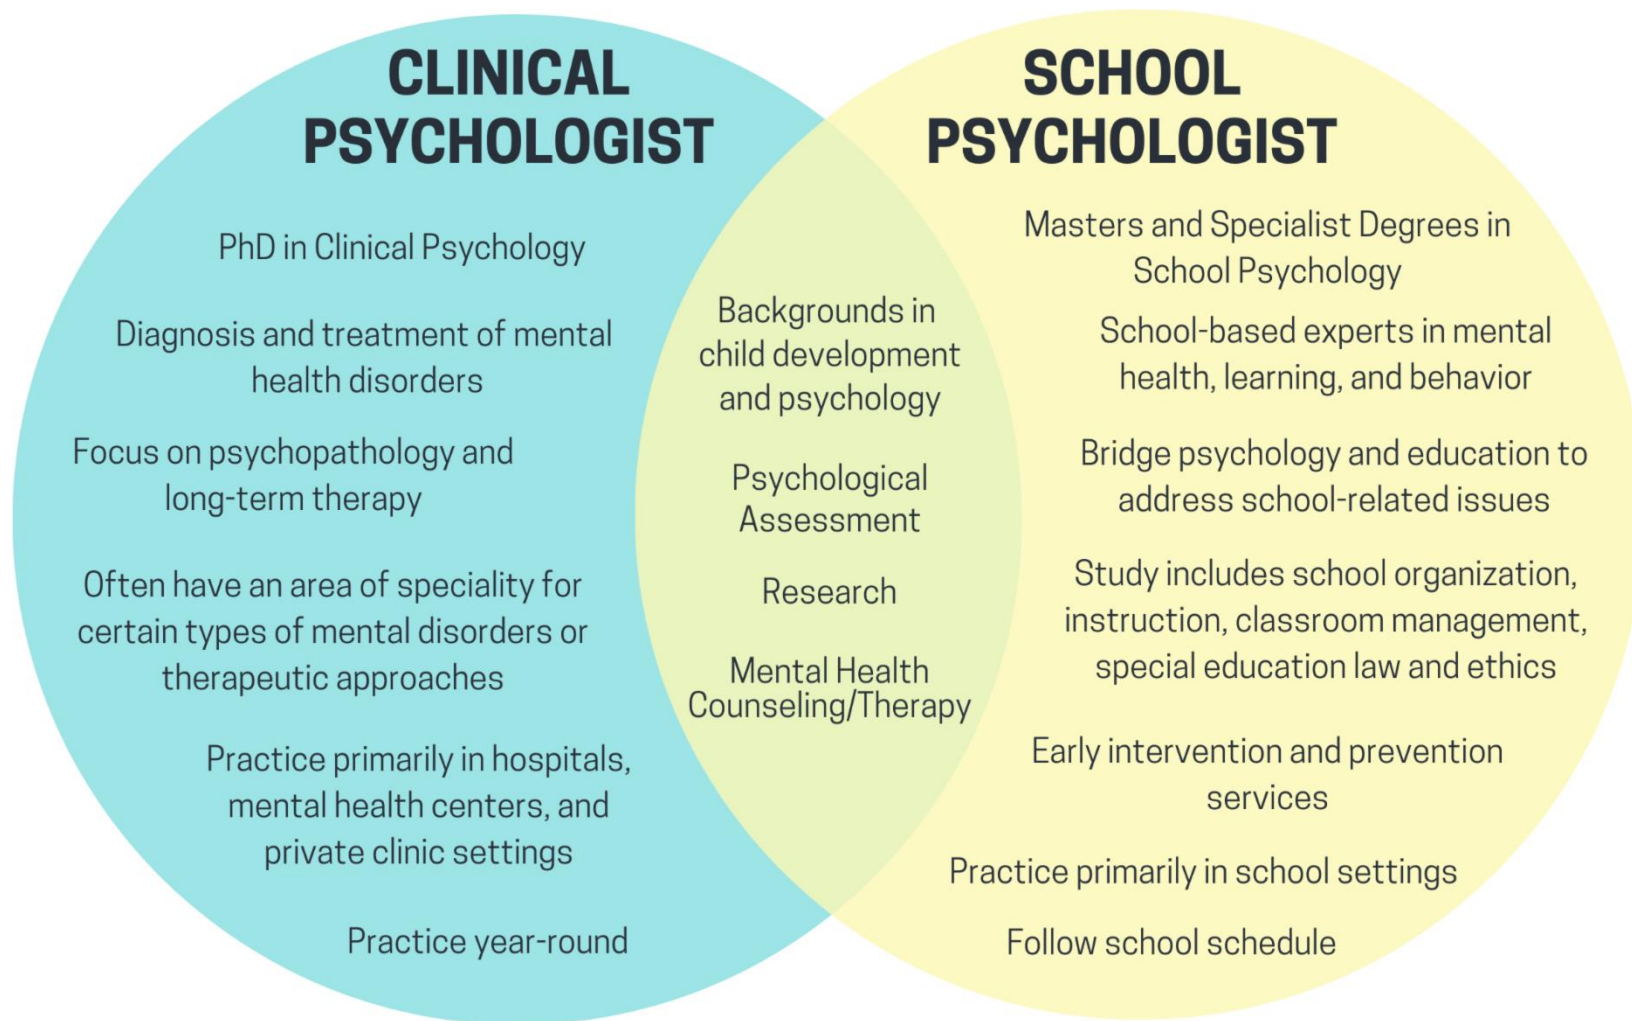 CLINICAL
PSYCHOLOGIST
PhD in Clinical Psychology
Diagnosis and treatment of mental
health disorders
Focus on psychopathology and
long-term therapy
Often have an area of speciality for
certain types of mental disorders or
therapeutic approaches
Practice primarily in hospitals,
mental health centers, and
private clinic settings
Practice year-round
Backgrounds in
child development
and psychology
Psychological
Assessment
Research
Mental Health
Counseling/Therapy
SCHOOL
PSYCHOLOGIST
Masters and Specialist Degrees in
School Psychology
School-based experts in mental
health, learning, and behavior
Bridge psychology and education to
address school-related issues
Study includes school organization,
instruction, classroom management,
special education law and ethics
Early intervention and prevention
services
Practice primarily in school settings
Follow school schedule